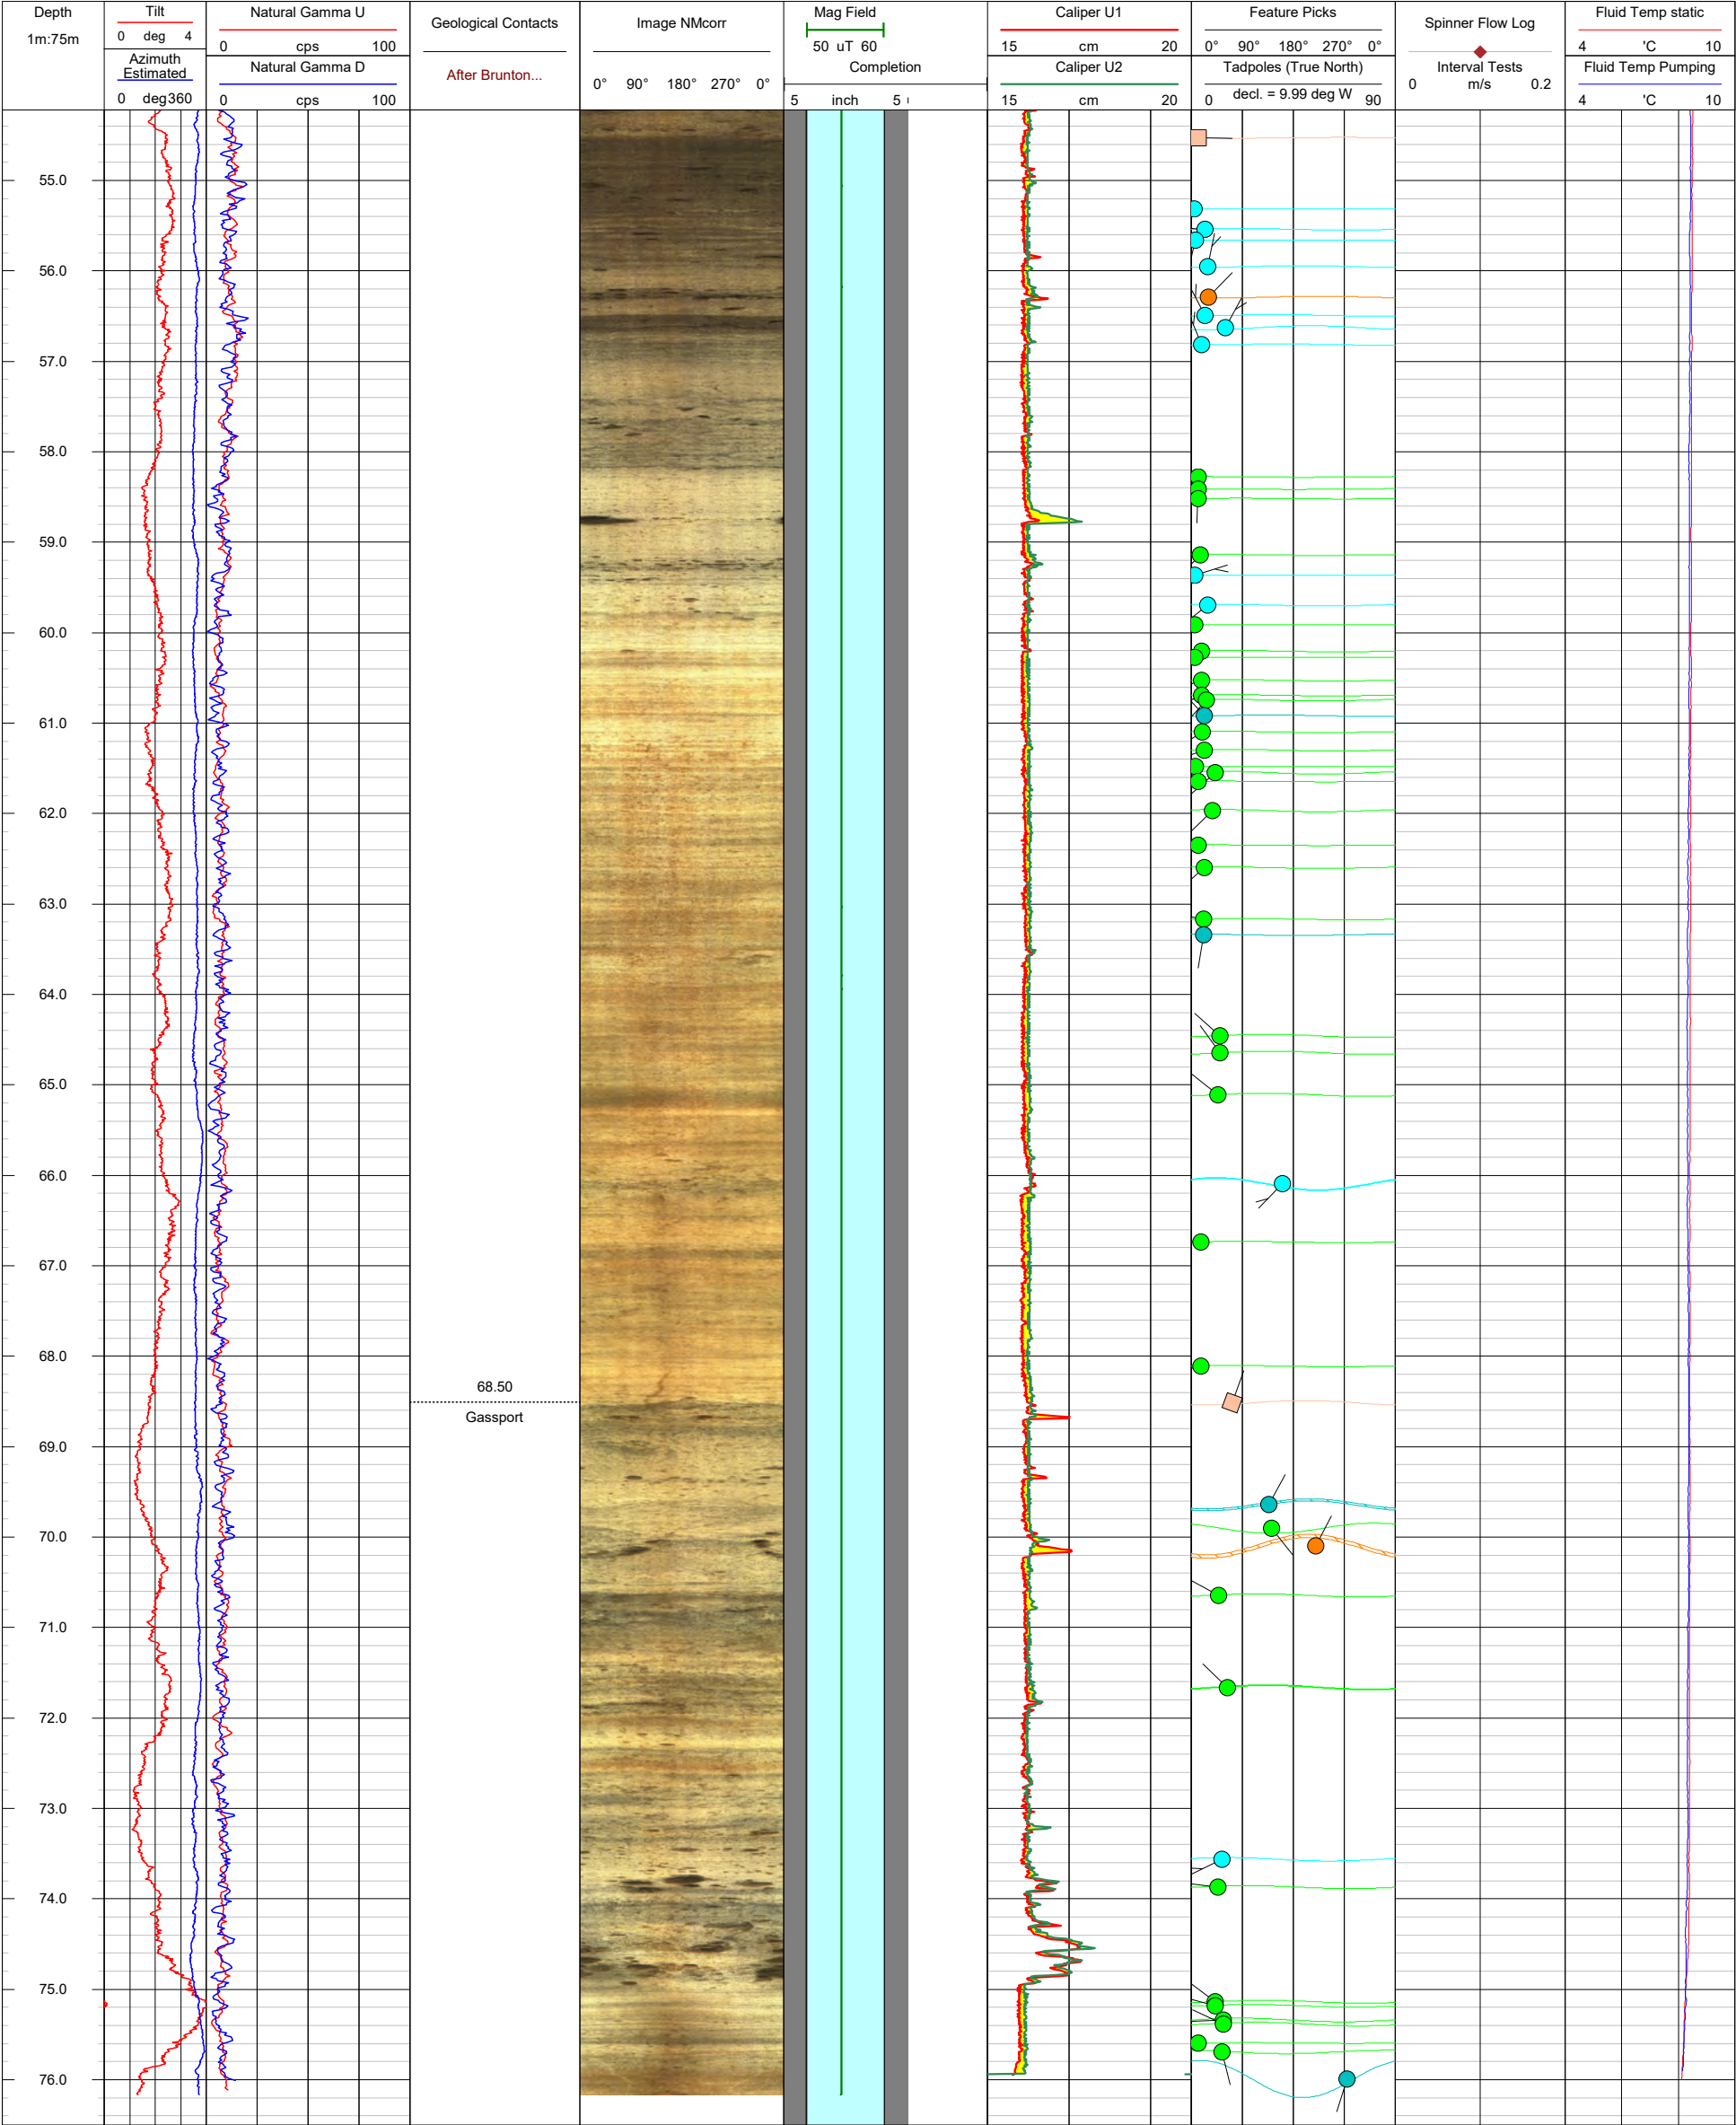 Depth
1m:75m
Tilt
0 deg 4
Azimuth
Estimated
0 deg 360
Natural Gamma U
0 cps 100
Natural Gamma D
0 cps 100
Geological Contacts
After Brunton...
Image NMcorr
0° 90° 180° 270° 0°
Mag Field
50 uT 60
Completion
5 inch 5
Caliper U1
15 cm 20
Caliper U2
15 cm 20
Feature Picks
0° 90° 180° 270° 0°
Tadpoles (True North)
decl. = 9.99 deg W
0 90
Spinner Flow Log
Interval Tests
0 m/s 0.2
Fluid Temp static
4 'C 10
Fluid Temp Pumping
4 'C 10
55.0
56.0
57.0
58.0
59.0
60.0
61.0
62.0
63.0
64.0
65.0
66.0
67.0
68.0
68.50
Gassport
69.0
70.0
71.0
72.0
73.0
74.0
75.0
76.0